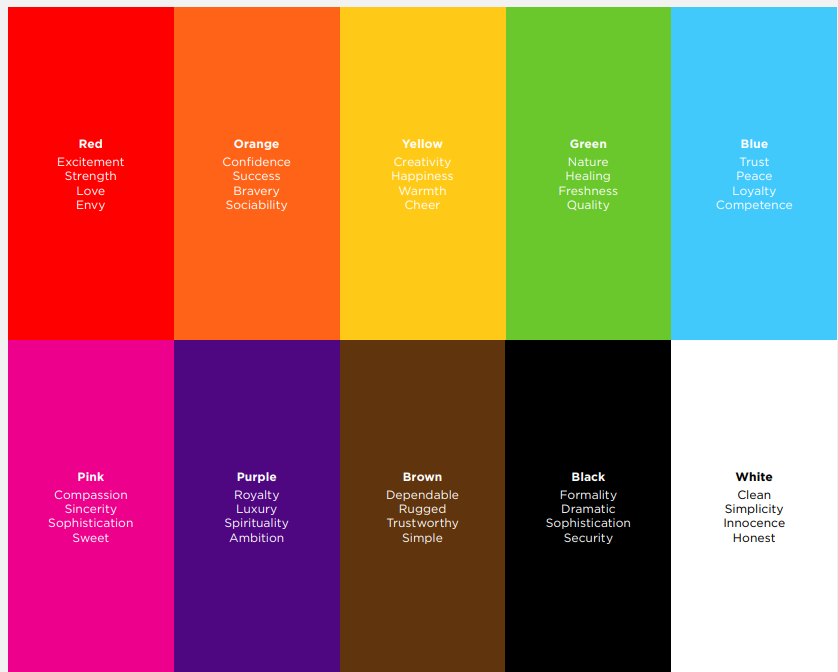 Red
Excitement
Strength
Love
Envy
Orange
Confidence
Success
Bravery
Sociability
Yellow
Creativity
Happiness
Warmth
Cheer
Green
Nature
Healing
Freshness
Quality
Blue
Trust
Peace
Loyalty
Competence
Pink
Compassion
Sincerity
Sophistication
Sweet
Purple
Royalty
Luxury
Spirituality
Ambition
Brown
Dependable
Rugged
Trustworthy
Simple
Black
Formality
Dramatic
Sophistication
Security
White
Clean
Simplicity
Innocence
Honest